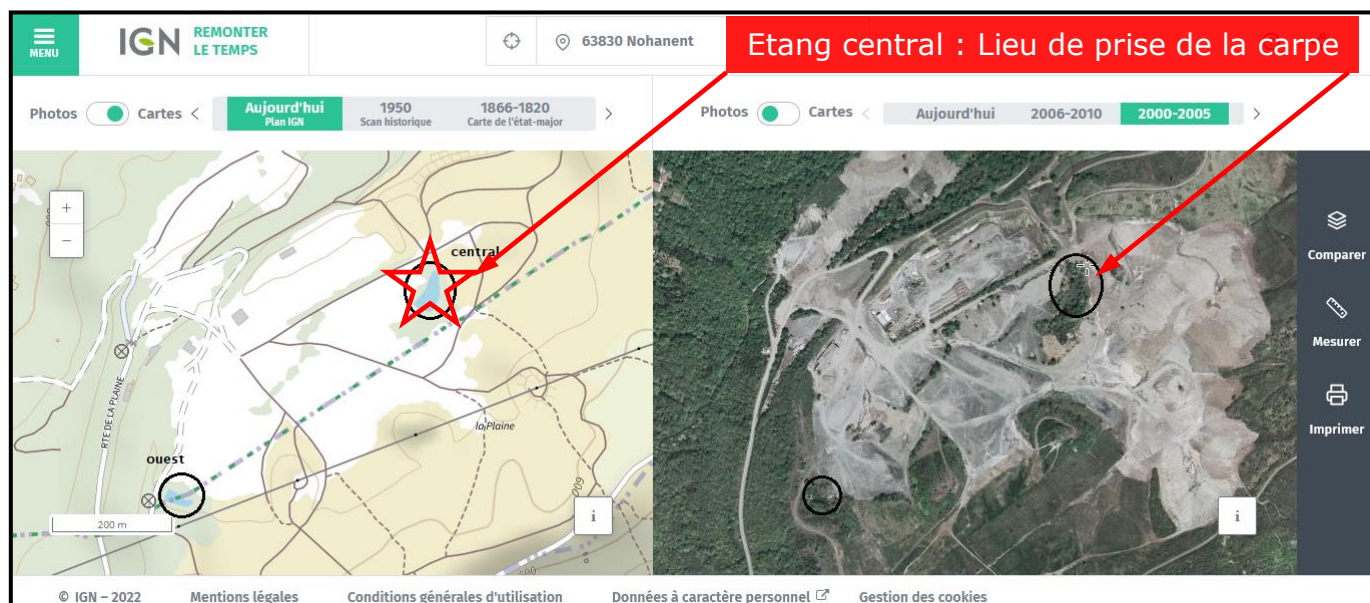 MENU
IGN REMONTER
LE TEMPS
63830 Nohanent
Etang central : Lieu de prise de la carpe
Photos Cartes < Aujourd'hui 1950 1866-1820 >
Plan IGN Scan historique Carte de l'état-major
Photos Cartes < Aujourd'hui 2006-2010 2000-2005 >
+
−
central
RTE DE LA PLAINE
la Plaine
ouest
200 m
600
i
i
Comparer
Mesurer
Imprimer
© IGN – 2022 Mentions légales Conditions générales d'utilisation Données à caractère personnel Gestion des cookies